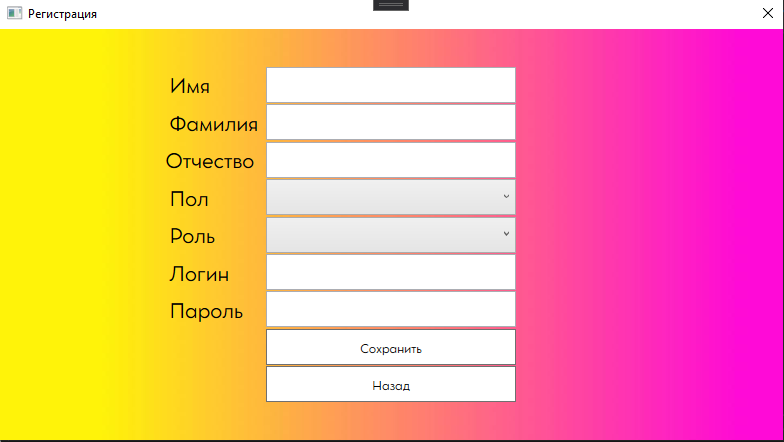 Регистрация
Имя
Фамилия
Отчество
Пол
Роль
Логин
Пароль
Сохранить
Назад